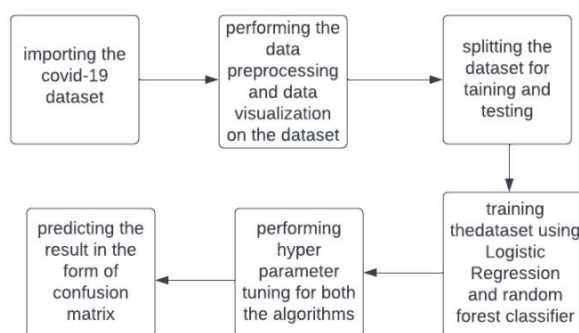 importing the
covid-19
dataset
performing the
data
preprocessing
and data
visualization
on the dataset
splitting the
dataset for
taining and
testing
training
thedataset using
Logistic
Regression
and random
forest classifier
performing
hyper
parameter
tuning for both
the algorithms
predicting the
result in the
form of
confusion
matrix